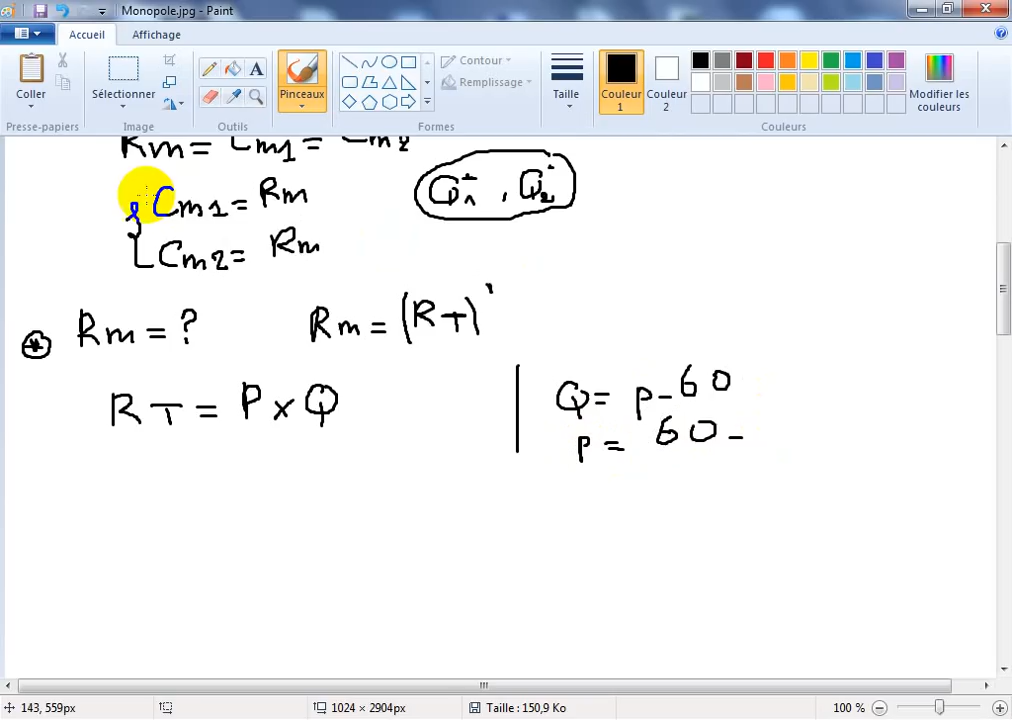 Monopole.jpg - Paint
Accueil Affichage
Coller
Sélectionner
Pinceaux
Contour
Remplissage
Taille
Couleur 1
Couleur 2
Modifier les couleurs
Presse-papiers Image Outils Formes Couleurs
Rm = Cm1 = Cm2
Cm1 = Rm
Q1* , Q2*
Cm2 = Rm
Rm = ? Rm = (RT)'
RT = P x Q
Q = P - 60
P = 60 -
143, 559px 1024 × 2904px Taille : 150,9 Ko 100 %